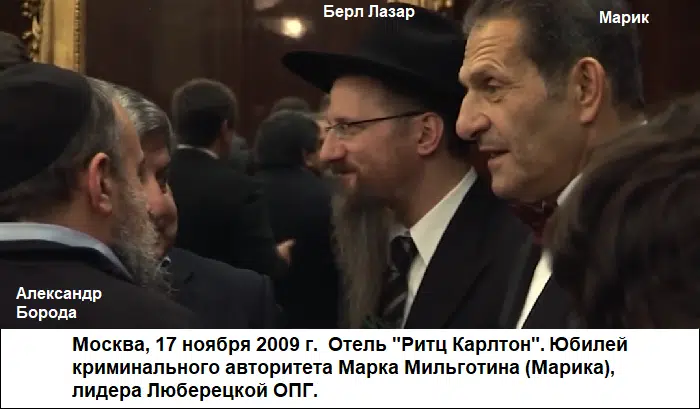 Берл Лазар
Марик
Александр
Борода
Москва, 17 ноября 2009 г. Отель "Ритц Карлтон". Юбилей
криминального авторитета Марка Мильготина (Марика),
лидера Люберецкой ОПГ.